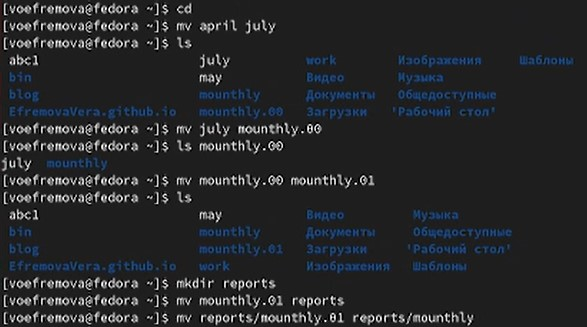 [voefremova@fedora ~]$ cd
[voefremova@fedora ~]$ mv april july
[voefremova@fedora ~]$ ls
abc1 july work Изображения Шаблоны
bin may Видео Музыка
blog mounthly Документы Общедоступные
EfremovaVera.github.io mounthly.00 Загрузки 'Рабочий стол'
[voefremova@fedora ~]$ mv july mounthly.00
[voefremova@fedora ~]$ ls mounthly.00
july mounthly
[voefremova@fedora ~]$ mv mounthly.00 mounthly.01
[voefremova@fedora ~]$ ls
abc1 may Видео Музыка
bin mounthly Документы Общедоступные
blog mounthly.01 Загрузки 'Рабочий стол'
EfremovaVera.github.io work Изображения Шаблоны
[voefremova@fedora ~]$ mkdir reports
[voefremova@fedora ~]$ mv mounthly.01 reports
[voefremova@fedora ~]$ mv reports/mounthly.01 reports/mounthly